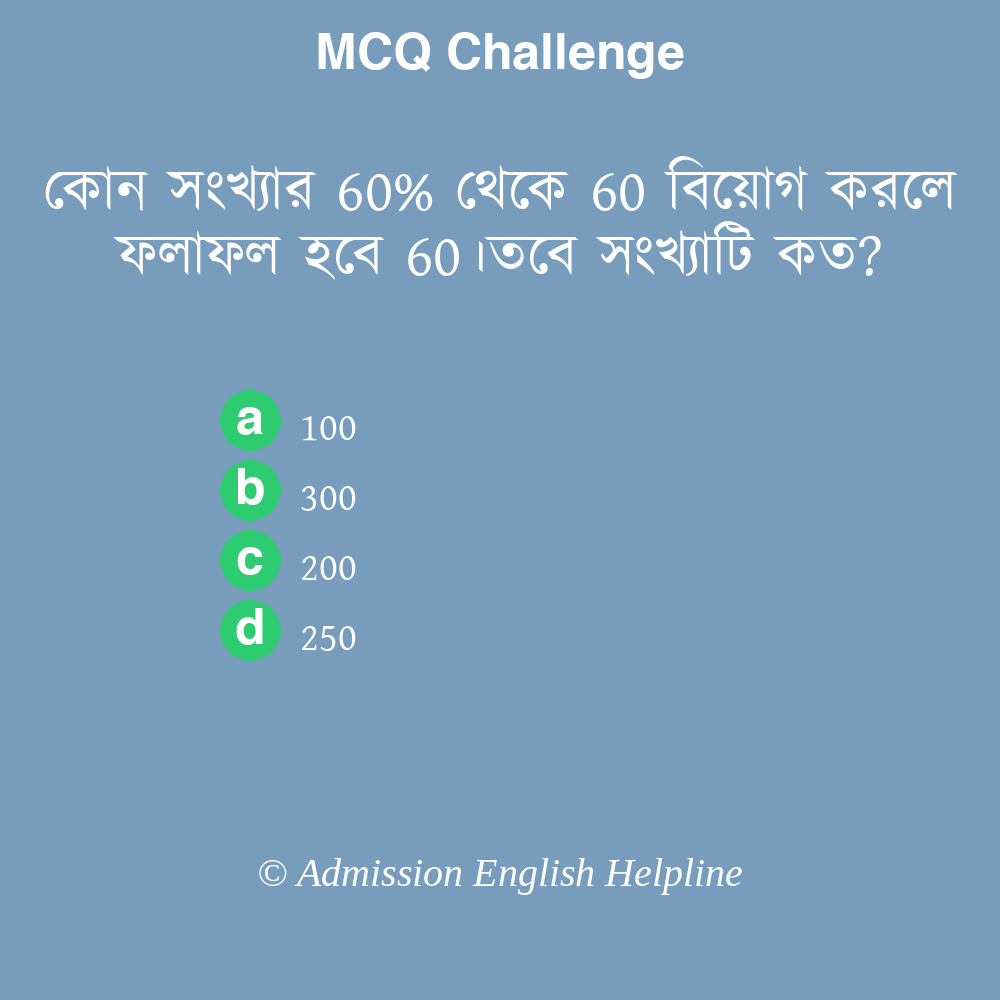 MCQ Challenge
কোন সংখ্যার 60% থেকে 60 বিয়োগ করলে
ফলাফল হবে 60।তবে সংখ্যাটি কত?
a 100
b 300
c 200
d 250
© Admission English Helpline